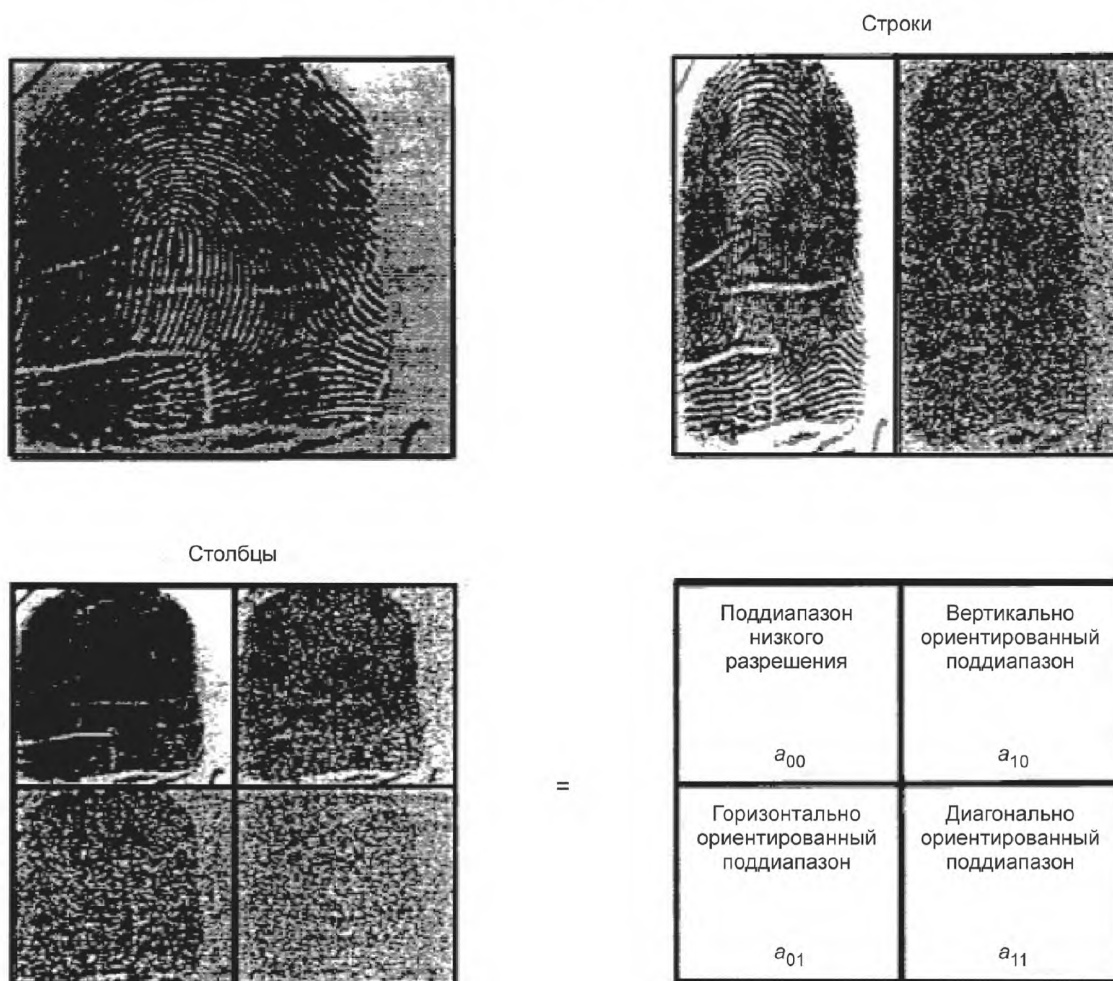 Строки
Столбцы
=
Поддиапазон
низкого
разрешения
a00
Вертикально
ориентированный
поддиапазон
a10
Горизонтально
ориентированный
поддиапазон
a01
Диагонально
ориентированный
поддиапазон
a11